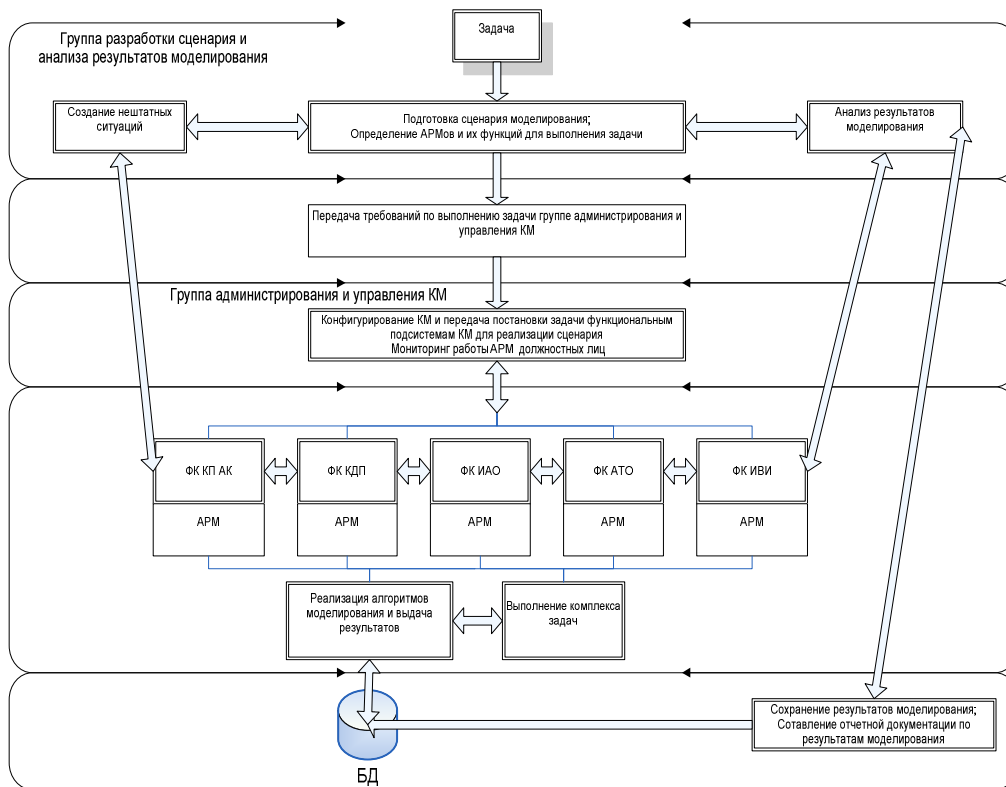 Группа разработки сценария и
анализа результатов моделирования
Задача
Создание нештатных
ситуаций
Подготовка сценария моделирования;
Определение АРМов и их функций для выполнения задачи
Анализ результатов
моделирования
Передача требований по выполнению задачи группе администрирования и
управления КМ
Группа администрирования и управления КМ
Конфигурирование КМ и передача постановки задачи функциональным
подсистемам КМ для реализации сценария
Мониторинг работы АРМ должностных лиц
ФК КП АК
ФК КДП
ФК ИАО
ФК АТО
ФК ИВИ
АРМ
АРМ
АРМ
АРМ
АРМ
Реализация алгоритмов
моделирования и выдача
результатов
Выполнение комплекса
задач
Сохранение результатов моделирования;
Сотавление отчетной документации по
результатам моделирования
БД